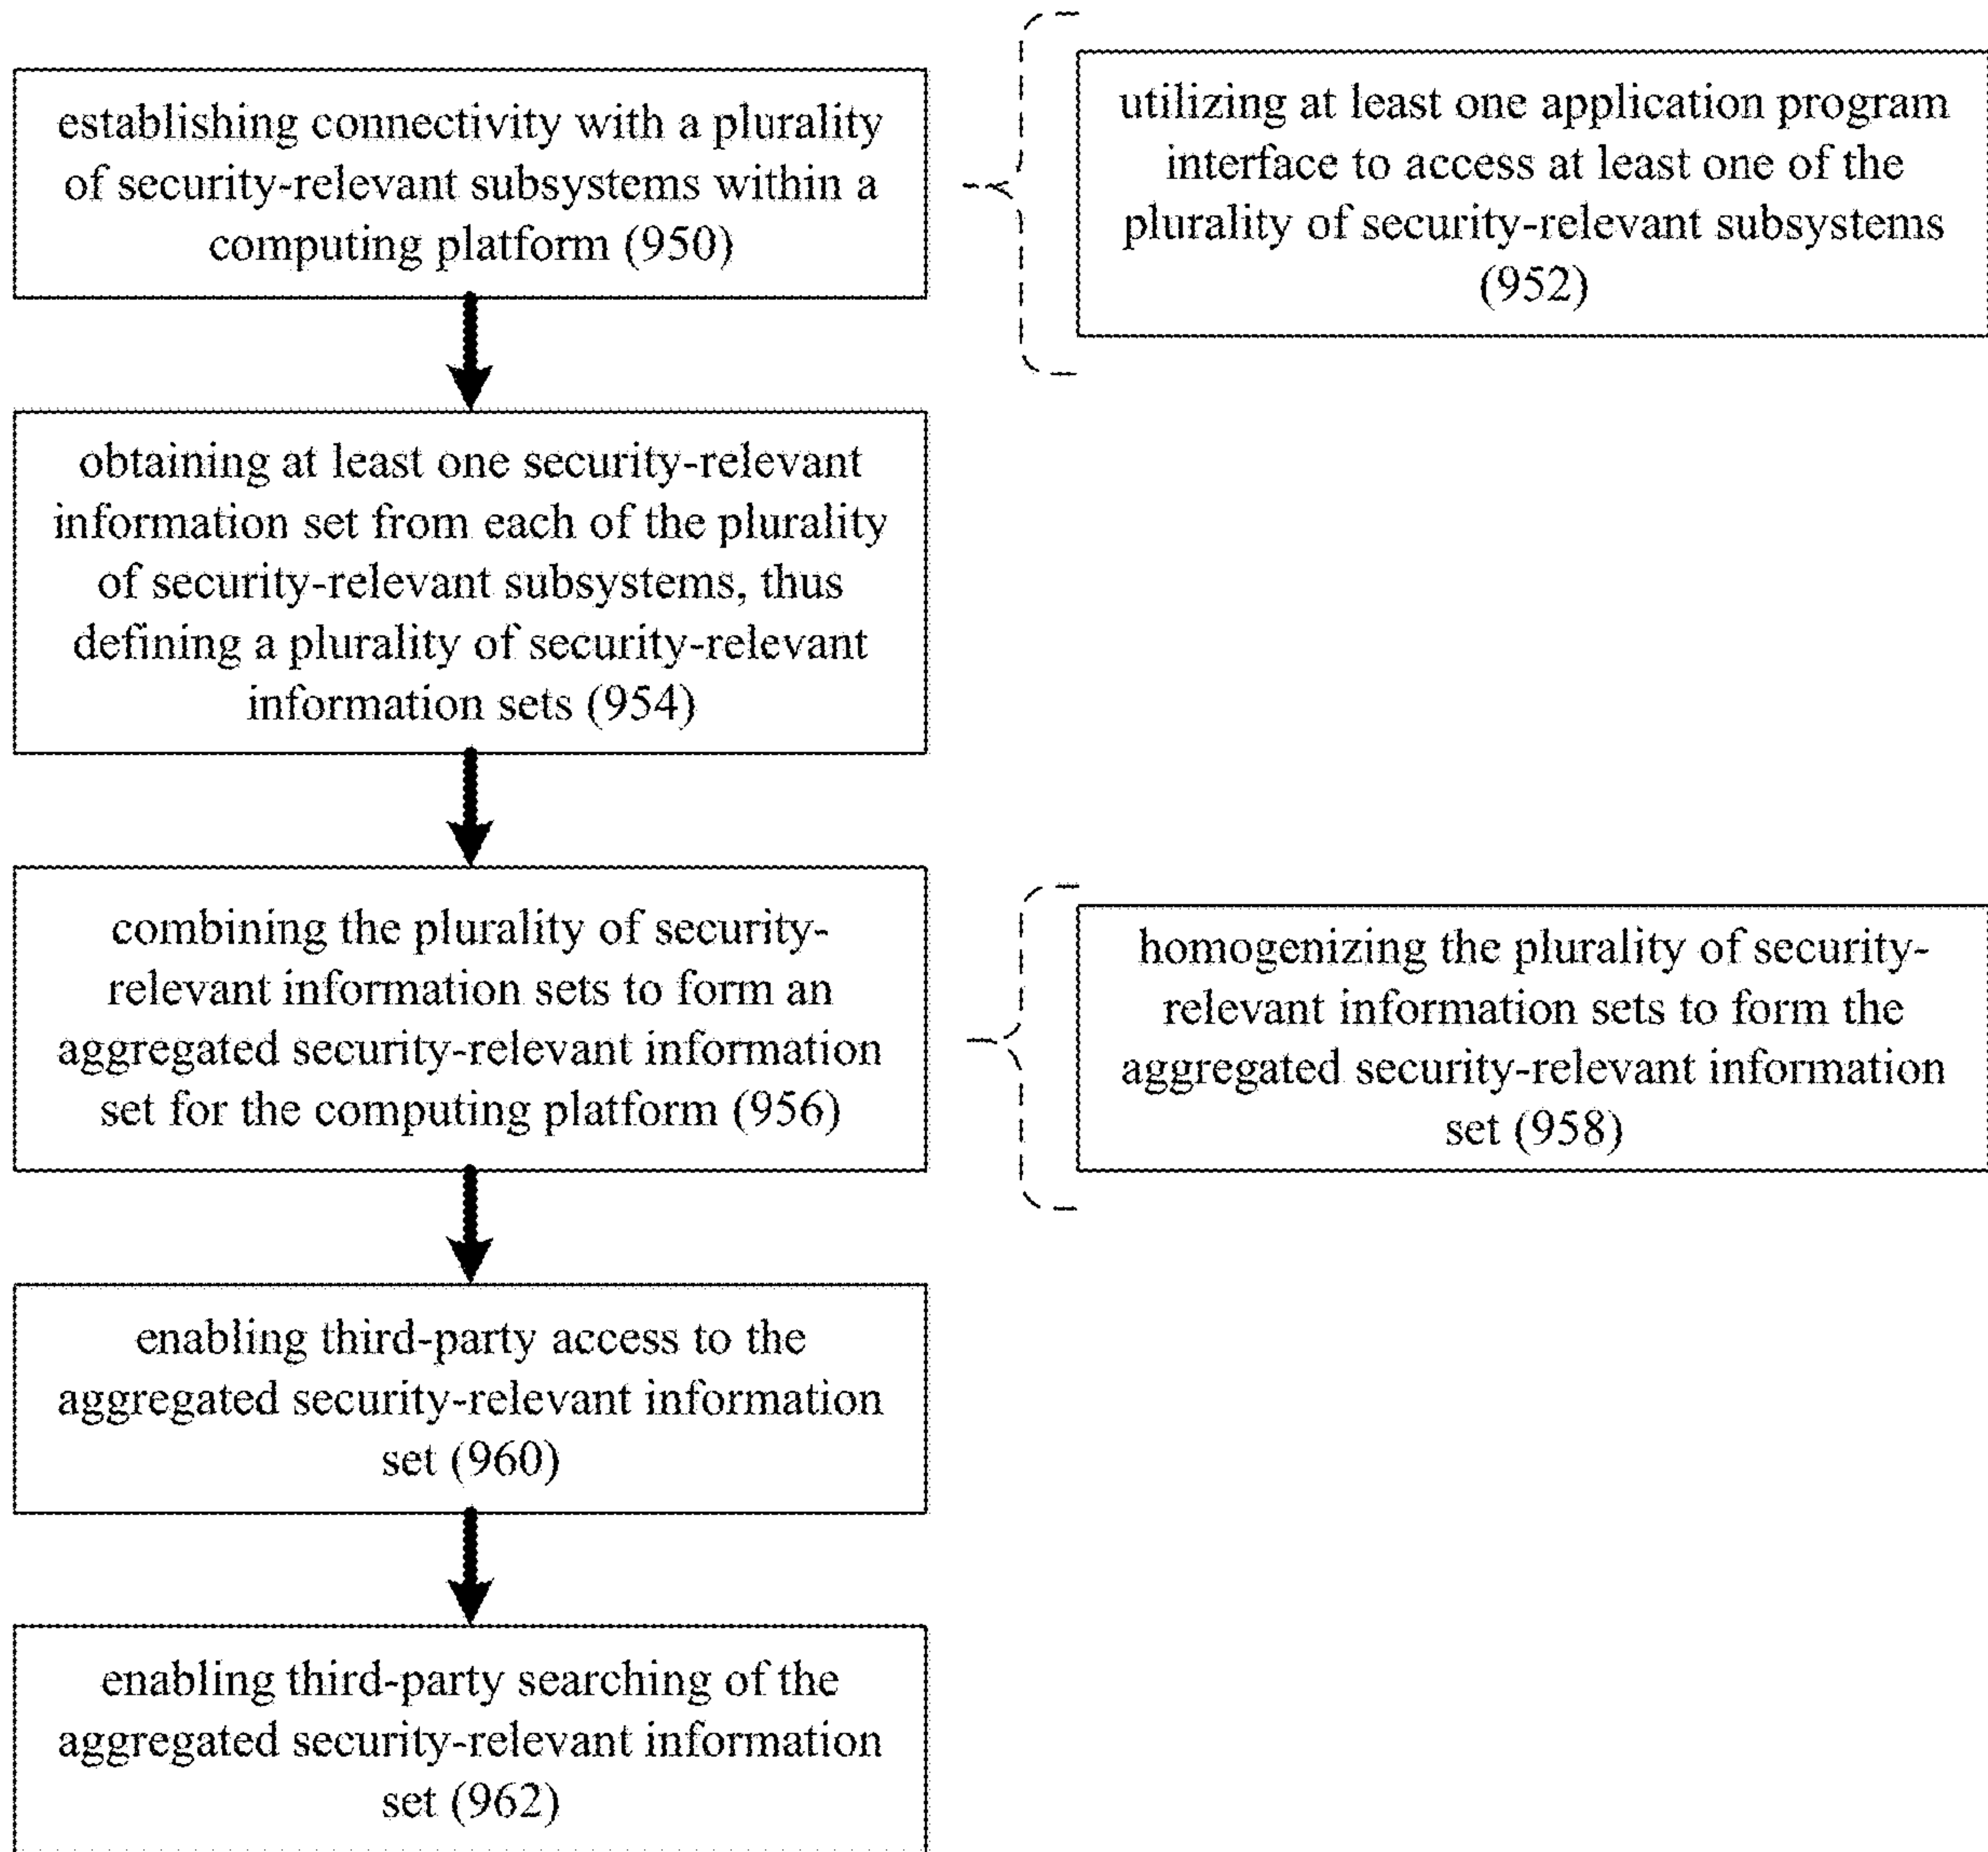 establishing connectivity with a plurality
of security-relevant subsystems within a
computing platform (950)
utilizing at least one application program
interface to access at least one of the
plurality of security-relevant subsystems
(952)
obtaining at least one security-relevant
information set from each of the plurality
of security-relevant subsystems, thus
defining a plurality of security-relevant
information sets (954)
combining the plurality of security-
relevant information sets to form an
aggregated security-relevant information
set for the computing platform (956)
homogenizing the plurality of security-
relevant information sets to form the
aggregated security-relevant information
set (958)
enabling third-party access to the
aggregated security-relevant information
set (960)
enabling third-party searching of the
aggregated security-relevant information
set (962)